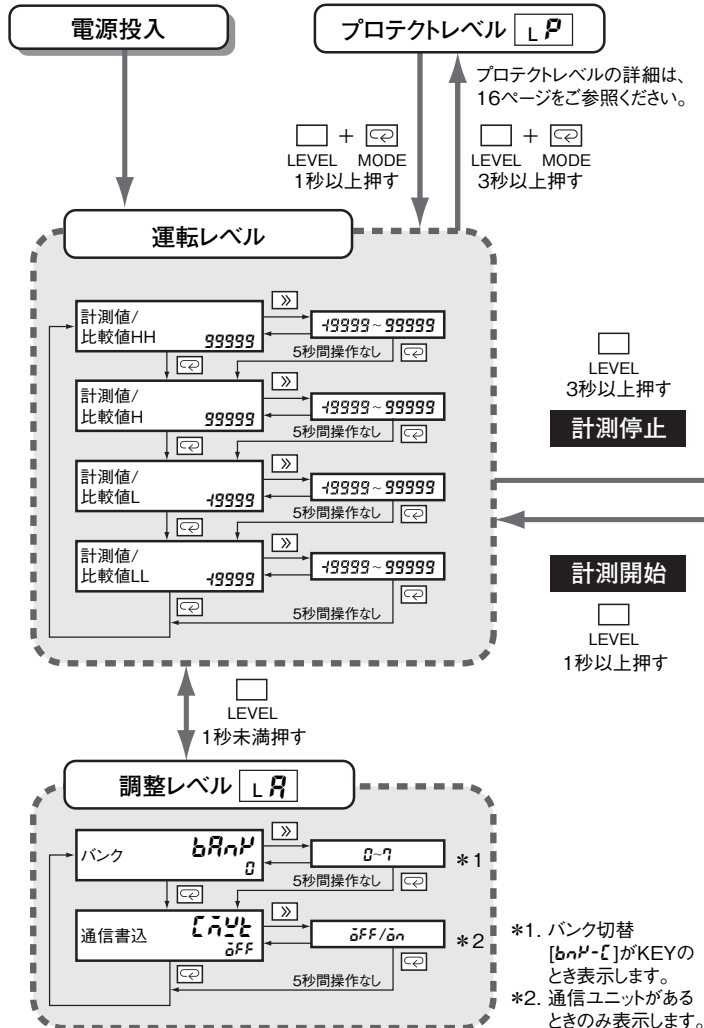 電源投入
プロテクトレベル L P
プロテクトレベルの詳細は、
16ページをご参照ください。
+
LEVEL MODE
1秒以上押す
+
LEVEL MODE
3秒以上押す
運転レベル
計測値/
比較値HH 99999
-19999~99999
5秒間操作なし
計測値/
比較値H 99999
-19999~99999
5秒間操作なし
計測値/
比較値L -19999
-19999~99999
5秒間操作なし
計測値/
比較値LL -19999
-19999~99999
5秒間操作なし
LEVEL
3秒以上押す
計測停止
計測開始
LEVEL
1秒以上押す
LEVEL
1秒未満押す
調整レベル L A
バンク bAnK
0
0~7 *1
5秒間操作なし
通信書込 CMWt
oFF
oFF/on *2
5秒間操作なし
*1. バンク切替
[bnK-C]がKEYの
とき表示します。
*2. 通信ユニットがある
ときのみ表示します。